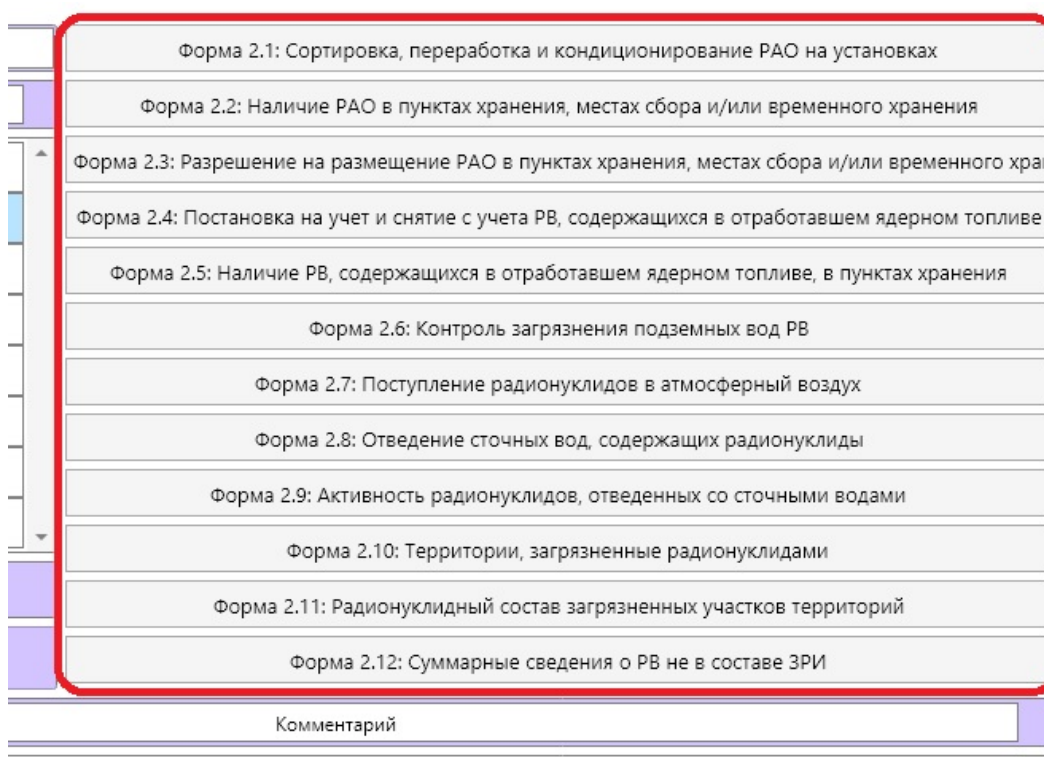 Форма 2.1: Сортировка, переработка и кондиционирование РАО на установках
Форма 2.2: Наличие РАО в пунктах хранения, местах сбора и/или временного хранения
Форма 2.3: Разрешение на размещение РАО в пунктах хранения, местах сбора и/или временного хра
Форма 2.4: Постановка на учет и снятие с учета РВ, содержащихся в отработавшем ядерном топливе
Форма 2.5: Наличие РВ, содержащихся в отработавшем ядерном топливе, в пунктах хранения
Форма 2.6: Контроль загрязнения подземных вод РВ
Форма 2.7: Поступление радионуклидов в атмосферный воздух
Форма 2.8: Отведение сточных вод, содержащих радионуклиды
Форма 2.9: Активность радионуклидов, отведенных со сточными водами
Форма 2.10: Территории, загрязненные радионуклидами
Форма 2.11: Радионуклидный состав загрязненных участков территорий
Форма 2.12: Суммарные сведения о РВ не в составе ЗРИ
Комментарий